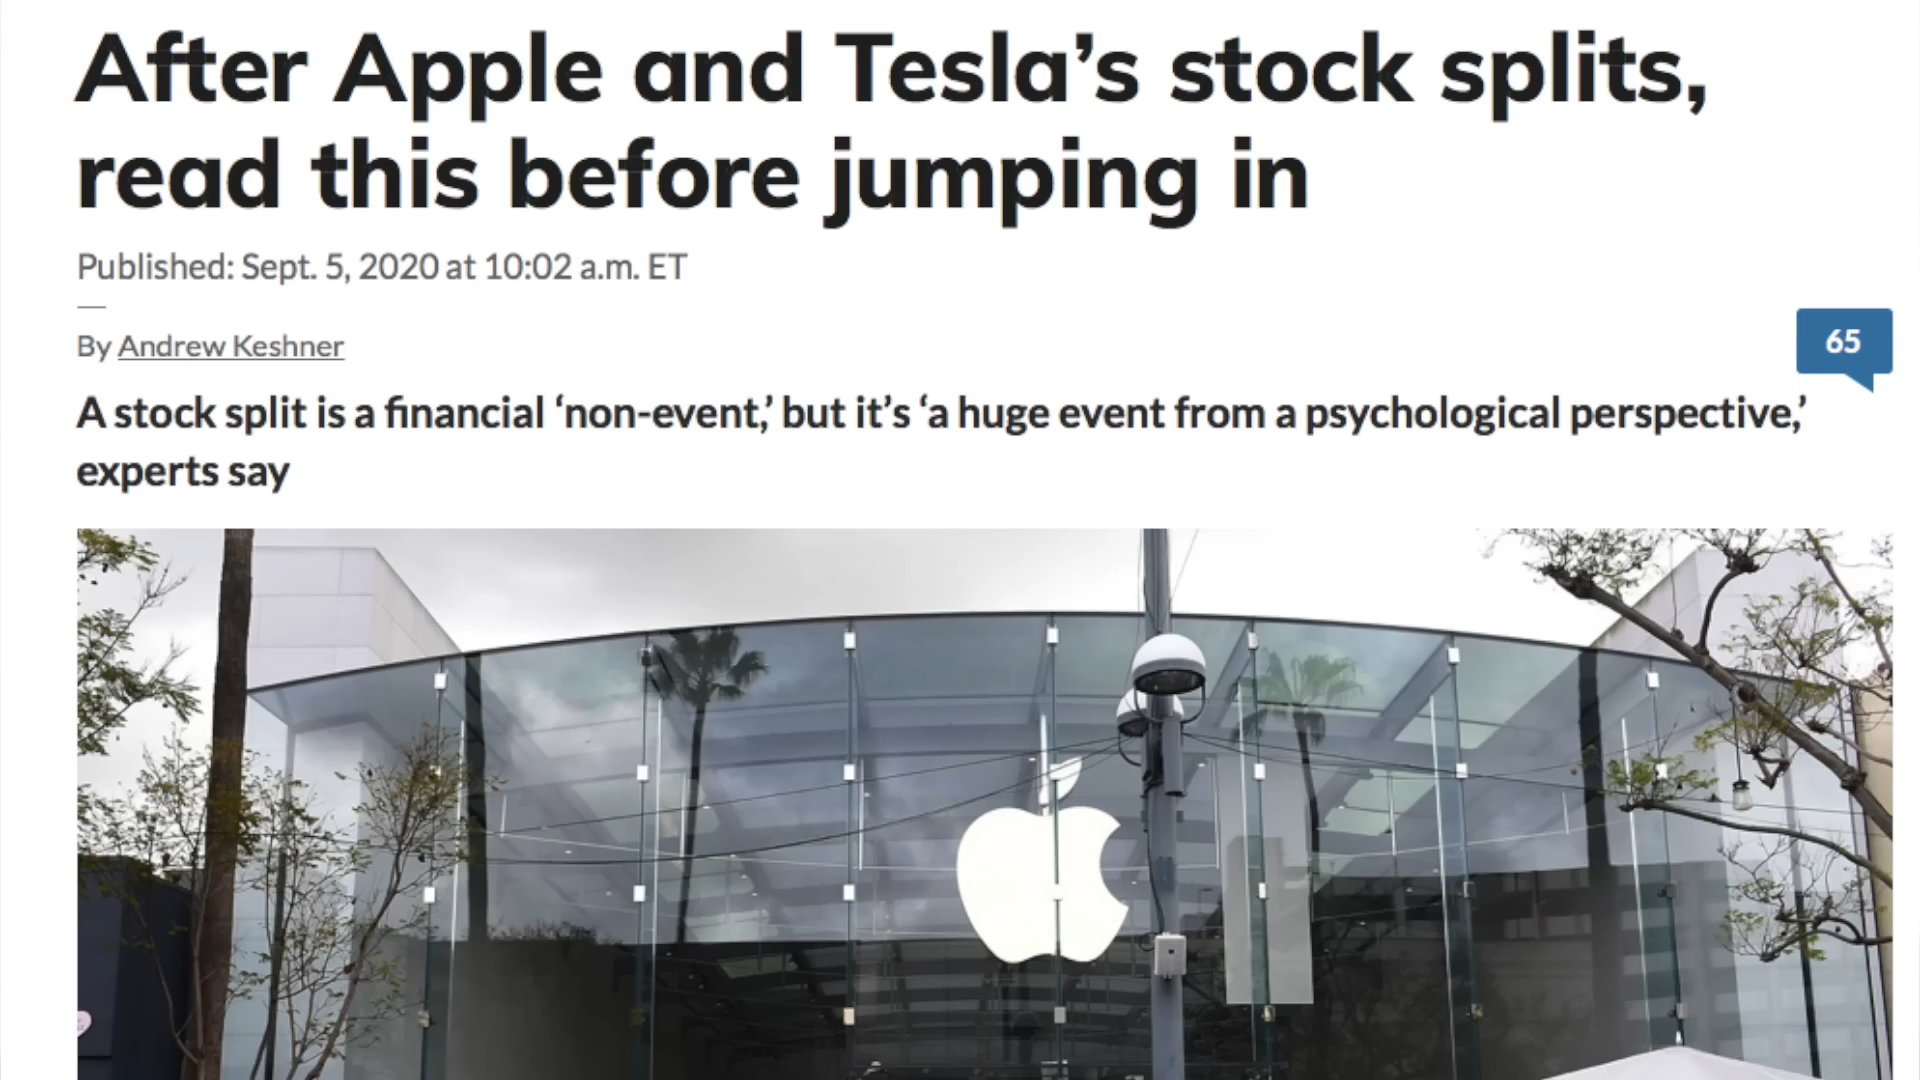 After Apple and Tesla’s stock splits,
read this before jumping in
Published: Sept. 5, 2020 at 10:02 a.m. ET
By Andrew Keshner
65
A stock split is a financial ‘non-event,’ but it’s ‘a huge event from a psychological perspective,’
experts say